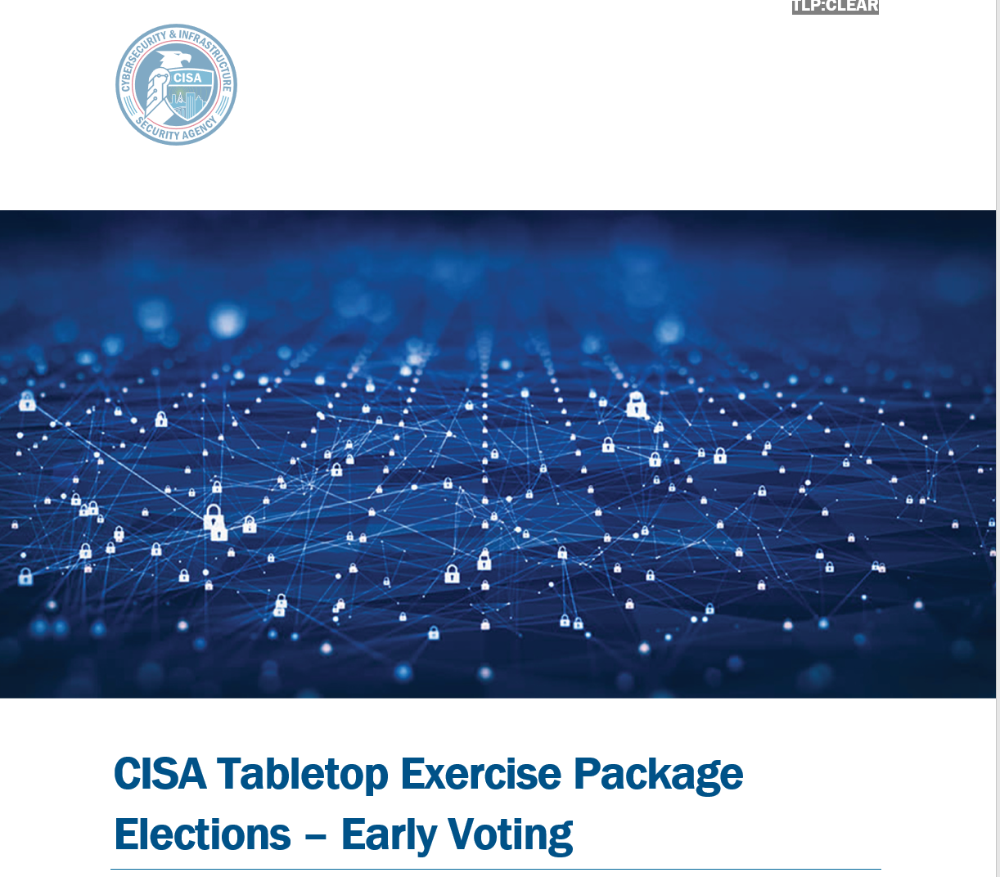 TLP:CLEAR
CYBERSECURITY & INFRASTRUCTURE
CISA
SECURITY AGENCY
CISA Tabletop Exercise Package
Elections – Early Voting